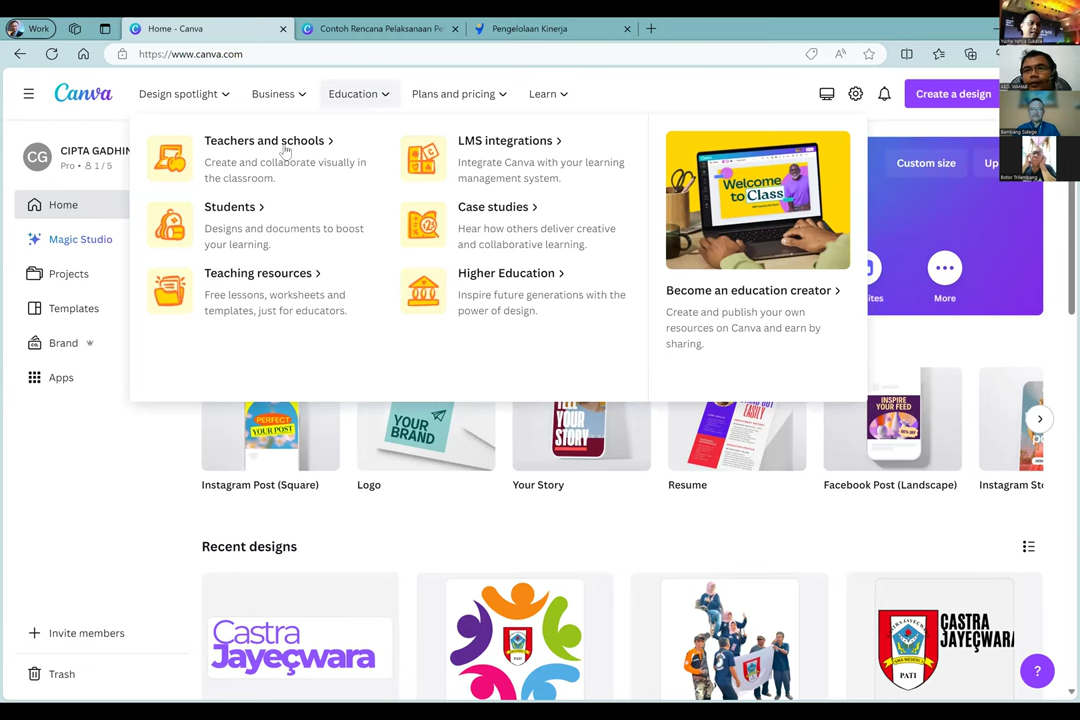 Work
Home - Canva
Contoh Rencana Pelaksanaan Pe
Pengelolaan Kinerja
https://www.canva.com
Canva
Design spotlight
Business
Education
Plans and pricing
Learn
Create a design
CG
CIPTA GADHIN
Pro • 1 / 5
Home
Magic Studio
Projects
Templates
Brand
Apps
Invite members
Trash
Teachers and schools
Create and collaborate visually in
the classroom.
Students
Designs and documents to boost
your learning.
Teaching resources
Free lessons, worksheets and
templates, just for educators.
LMS integrations
Integrate Canva with your learning
management system.
Case studies
Hear how others deliver creative
and collaborative learning.
Higher Education
Inspire future generations with the
power of design.
Welcome
to Class
Become an education creator
Create and publish your own
resources on Canva and earn by
sharing.
Custom size
Up
ites
More
PERFECT
YOUR POST
YOUR
BRAND
TELL YOUR
STORY
INSPIRE
YOUR FEED
Instagram Post (Square)
Logo
Your Story
Resume
Facebook Post (Landscape)
Instagram Sto
Recent designs
Castra
Jayeçwara
PATI
CASTRA
JAYEÇWARA
PATI
?
Bambang Sutego